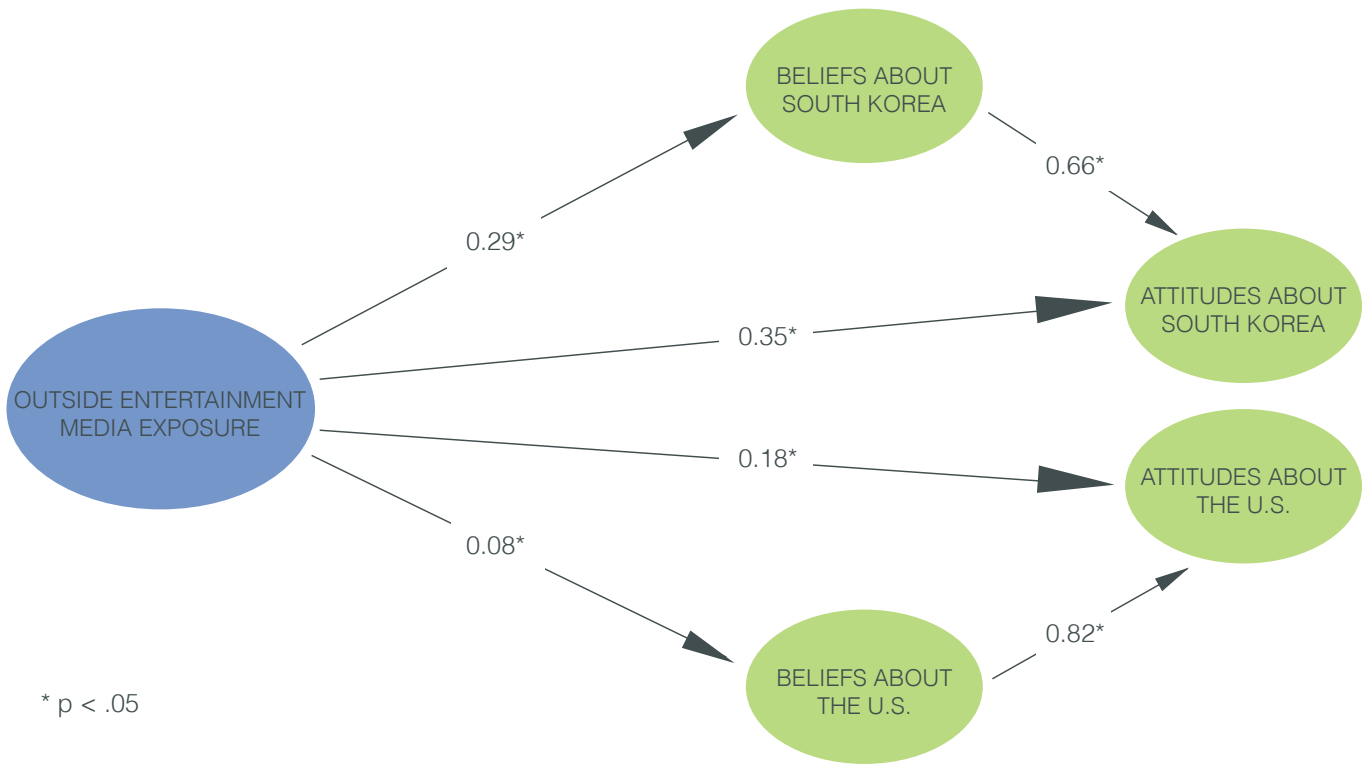 BELIEFS ABOUT
SOUTH KOREA
0.66*
0.29*
ATTITUDES ABOUT
SOUTH KOREA
0.35*
OUTSIDE ENTERTAINMENT
MEDIA EXPOSURE
0.18*
ATTITUDES ABOUT
THE U.S.
0.08*
0.82*
BELIEFS ABOUT
THE U.S.
* p < .05